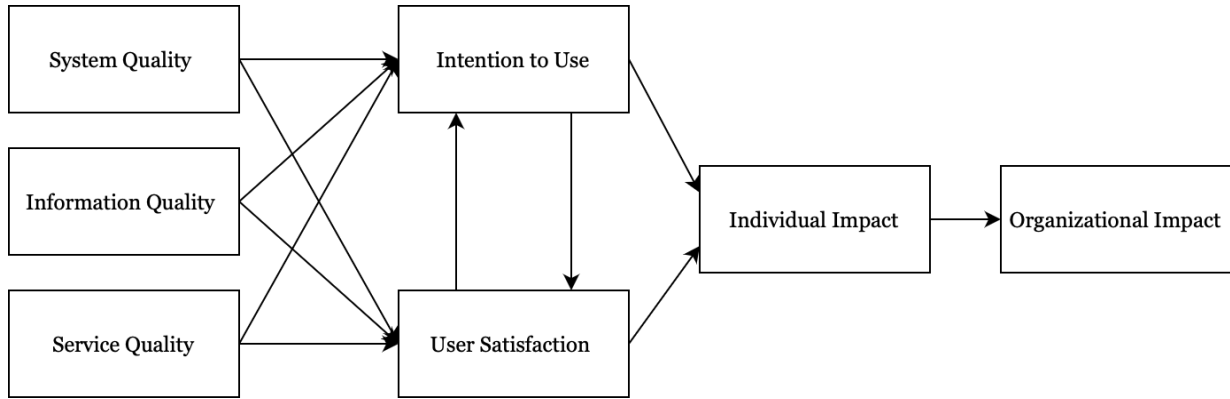 System Quality
Intention to Use
Information Quality
Individual Impact
Organizational Impact
Service Quality
User Satisfaction